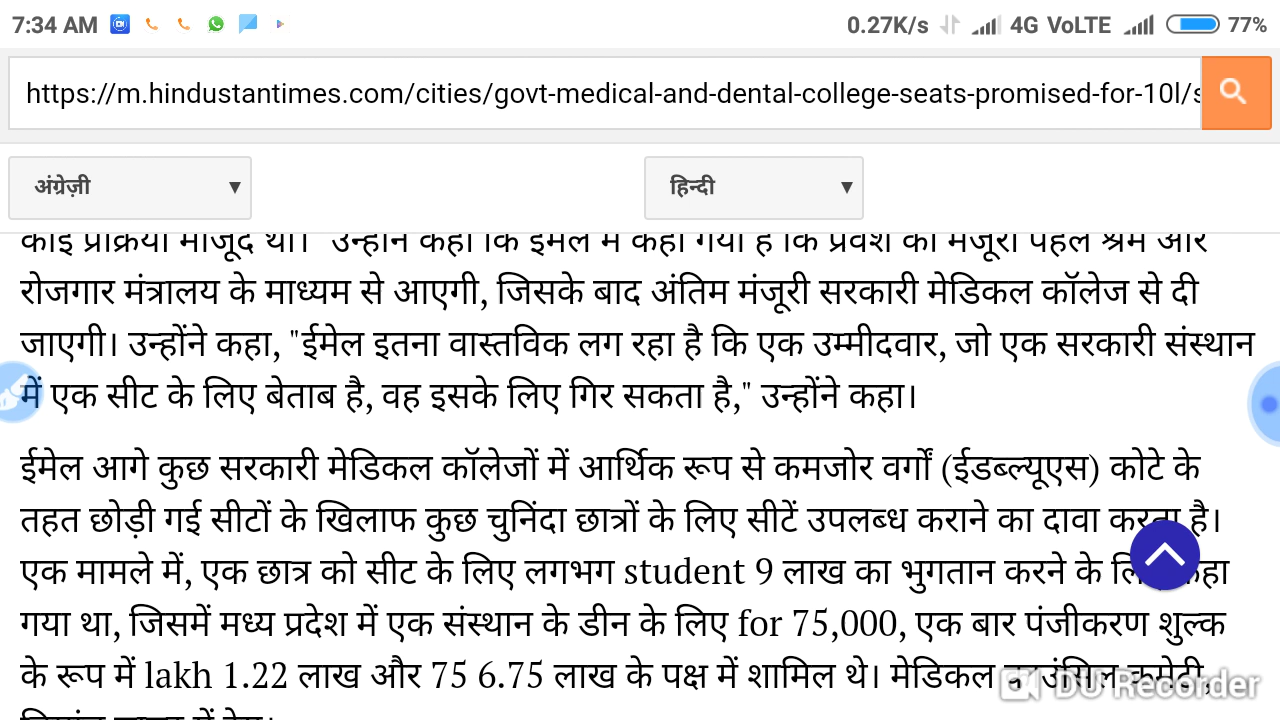 7:34 AM 0.27K/s 4G VoLTE 77%
https://m.hindustantimes.com/cities/govt-medical-and-dental-college-seats-promised-for-10l/s
अंग्रेज़ी ▼ हिन्दी ▼
रोजगार मंत्रालय के माध्यम से आएगी, जिसके बाद अंतिम मंजूरी सरकारी मेडिकल कॉलेज से दी
जाएगी। उन्होंने कहा, "ईमेल इतना वास्तविक लग रहा है कि एक उम्मीदवार, जो एक सरकारी संस्थान
में एक सीट के लिए बेताब है, वह इसके लिए गिर सकता है," उन्होंने कहा।
ईमेल आगे कुछ सरकारी मेडिकल कॉलेजों में आर्थिक रूप से कमजोर वर्गों (ईडब्ल्यूएस) कोटे के
तहत छोड़ी गई सीटों के खिलाफ कुछ चुनिंदा छात्रों के लिए सीटें उपलब्ध कराने का दावा करता है।
एक मामले में, एक छात्र को सीट के लिए लगभग student 9 लाख का भुगतान करने के लिए कहा
गया था, जिसमें मध्य प्रदेश में एक संस्थान के डीन के लिए for 75,000, एक बार पंजीकरण शुल्क
के रूप में lakh 1.22 लाख और 75 6.75 लाख के पक्ष में शामिल थे। मेडिकल काउंसिल कमेटी,
DU Recorder